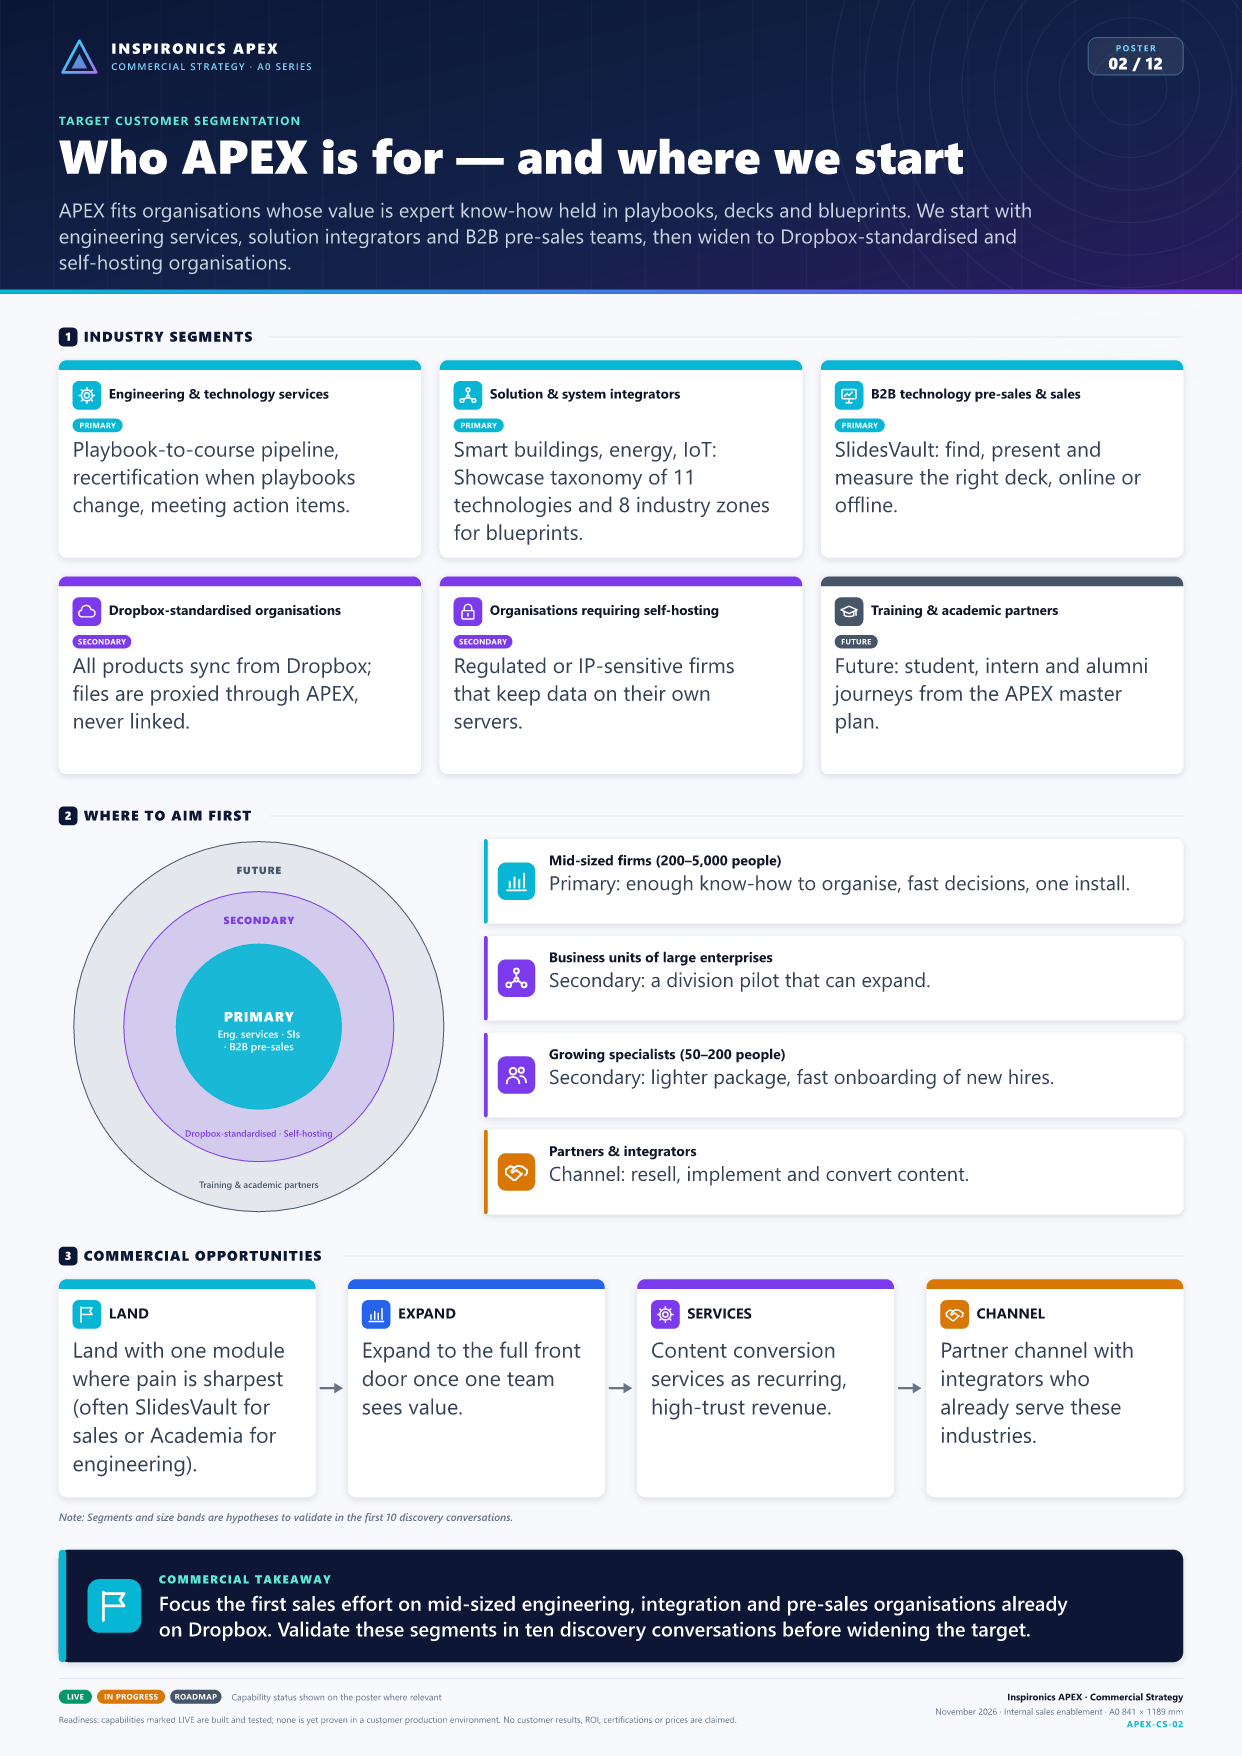 INSPIRONICS APEX
COMMERCIAL STRATEGY · A0 SERIES
POSTER
02 / 12
TARGET CUSTOMER SEGMENTATION
Who APEX is for — and where we start
APEX fits organisations whose value is expert know-how held in playbooks, decks and blueprints. We start with
engineering services, solution integrators and B2B pre-sales teams, then widen to Dropbox-standardised and
self-hosting organisations.
1 INDUSTRY SEGMENTS
Engineering & technology services
PRIMARY
Playbook-to-course pipeline,
recertification when playbooks
change, meeting action items.
Solution & system integrators
PRIMARY
Smart buildings, energy, IoT:
Showcase taxonomy of 11
technologies and 8 industry zones
for blueprints.
B2B technology pre-sales & sales
PRIMARY
SlidesVault: find, present and
measure the right deck, online or
offline.
Dropbox-standardised organisations
SECONDARY
All products sync from Dropbox;
files are proxied through APEX,
never linked.
Organisations requiring self-hosting
SECONDARY
Regulated or IP-sensitive firms
that keep data on their own
servers.
Training & academic partners
FUTURE
Future: student, intern and alumni
journeys from the APEX master
plan.
2 WHERE TO AIM FIRST
FUTURE
SECONDARY
PRIMARY
Eng. services · SIs
· B2B pre-sales
Dropbox-standardised · Self-hosting
Training & academic partners
Mid-sized firms (200–5,000 people)
Primary: enough know-how to organise, fast decisions, one install.
Business units of large enterprises
Secondary: a division pilot that can expand.
Growing specialists (50–200 people)
Secondary: lighter package, fast onboarding of new hires.
Partners & integrators
Channel: resell, implement and convert content.
3 COMMERCIAL OPPORTUNITIES
LAND
Land with one module
where pain is sharpest
(often SlidesVault for
sales or Academia for
engineering).
EXPAND
Expand to the full front
door once one team
sees value.
SERVICES
Content conversion
services as recurring,
high-trust revenue.
CHANNEL
Partner channel with
integrators who
already serve these
industries.
Note: Segments and size bands are hypotheses to validate in the first 10 discovery conversations.
COMMERCIAL TAKEAWAY
Focus the first sales effort on mid-sized engineering, integration and pre-sales organisations already
on Dropbox. Validate these segments in ten discovery conversations before widening the target.
LIVE IN PROGRESS ROADMAP Capability status shown on the poster where relevant
Readiness: capabilities marked LIVE are built and tested; none is yet proven in a customer production environment. No customer results, ROI, certifications or prices are claimed.
Inspironics APEX · Commercial Strategy
November 2026 · Internal sales enablement · A0 841 × 1189 mm
APEX-CS-02